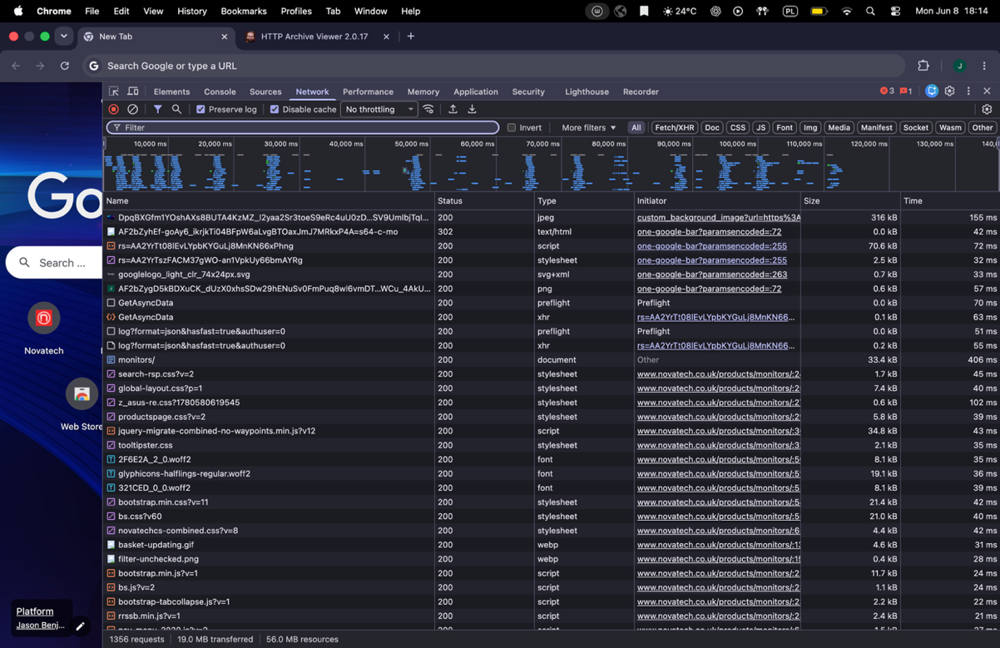 Chrome File Edit View History Bookmarks Profiles Tab Window Help PL 24°C Mon Jun 8 18:14
New Tab HTTP Archive Viewer 2.0.17
Search Google or type a URL J
Elements Console Sources Network Performance Memory Application Security Lighthouse Recorder 3 1
Preserve log Disable cache No throttling
Filter Invert More filters All Fetch/XHR Doc CSS JS Font Img Media Manifest Socket Wasm Other
10,000 ms 20,000 ms 30,000 ms 40,000 ms 50,000 ms 60,000 ms 70,000 ms 80,000 ms 90,000 ms 100,000 ms 110,000 ms 120,000 ms 130,000 ms 140,
Go
Search ...
Novatech
Web Store
Platform
Jason Benj...
Name Status Type Initiator Size Time
200 jpeg custom_background_image?url=https%3A 316 kB 155 ms
AF2bZyhEf-goAy6_ikrjkTi04BFpW6aLvgBTOaxJmJ7MRkxP4A=s64-c-mo 302 text/html one-google-bar?paramsencoded=:72 0.0 kB 42 ms
rs=AA2YrTt08lEvLYpbKYGuLj8MnKN66xPhng 200 script one-google-bar?paramsencoded=:255 70.6 kB 72 ms
rs=AA2YrTszFACM37gWO-an1VpkUy66bmAYRg 200 stylesheet one-google-bar?paramsencoded=:255 2.5 kB 32 ms
googlelogo_light_clr_74x24px.svg 200 svg+xml one-google-bar?paramsencoded=:263 0.7 kB 33 ms
AF2bZygD5kBDXuCK_dUzX0xhsSDw29hENuSv0FmPuq8wi6vmDT...WCu_4AkU... 200 png one-google-bar?paramsencoded=:72 0.6 kB 57 ms
GetAsyncData 200 preflight Preflight 0.0 kB 70 ms
GetAsyncData 200 xhr rs=AA2YrTt08lEvLYpbKYGuLj8MnKN66... 0.1 kB 63 ms
log?format=json&hasfast=true&authuser=0 200 preflight Preflight 0.0 kB 51 ms
log?format=json&hasfast=true&authuser=0 200 xhr rs=AA2YrTt08lEvLYpbKYGuLj8MnKN66... 0.2 kB 55 ms
monitors/ 200 document Other 33.4 kB 406 ms
search-rsp.css?v=2 200 stylesheet www.novatech.co.uk/products/monitors/:2 1.7 kB 45 ms
global-layout.css?p=1 200 stylesheet www.novatech.co.uk/products/monitors/:2 7.4 kB 40 ms
z_asus-re.css?1780580619545 200 stylesheet www.novatech.co.uk/products/monitors/:2 0.6 kB 102 ms
productspage.css?v=2 200 stylesheet www.novatech.co.uk/products/monitors/:2 5.8 kB 39 ms
jquery-migrate-combined-no-waypoints.min.js?v12 200 script www.novatech.co.uk/products/monitors/:3 34.8 kB 43 ms
tooltipster.css 200 stylesheet www.novatech.co.uk/products/monitors/:3 2.1 kB 35 ms
2F6E2A_2_0.woff2 200 font www.novatech.co.uk/products/monitors/:5 8.1 kB 35 ms
glyphicons-halflings-regular.woff2 200 font www.novatech.co.uk/products/monitors/:5 19.1 kB 36 ms
321CED_0_0.woff2 200 font www.novatech.co.uk/products/monitors/:5 8.1 kB 39 ms
bootstrap.min.css?v=11 200 stylesheet www.novatech.co.uk/products/monitors/:5 21.4 kB 42 ms
bs.css?v60 200 stylesheet www.novatech.co.uk/products/monitors/:5 21.0 kB 40 ms
novatechcs-combined.css?v=8 200 stylesheet www.novatech.co.uk/products/monitors/:6 4.4 kB 42 ms
basket-updating.gif 200 webp www.novatech.co.uk/products/monitors/:13 4.6 kB 31 ms
filter-unchecked.png 200 webp www.novatech.co.uk/products/monitors/:1 0.4 kB 28 ms
bootstrap.min.js?v=1 200 script www.novatech.co.uk/products/monitors/:2 11.7 kB 24 ms
bs.js?v=2 200 script www.novatech.co.uk/products/monitors/:2 1.1 kB 24 ms
bootstrap-tabcollapse.js?v=1 200 script www.novatech.co.uk/products/monitors/:2 2.2 kB 22 ms
rrssb.min.js?v=1 200 script www.novatech.co.uk/products/monitors/:2 2.4 kB 21 ms
1356 requests 19.0 MB transferred 56.0 MB resources